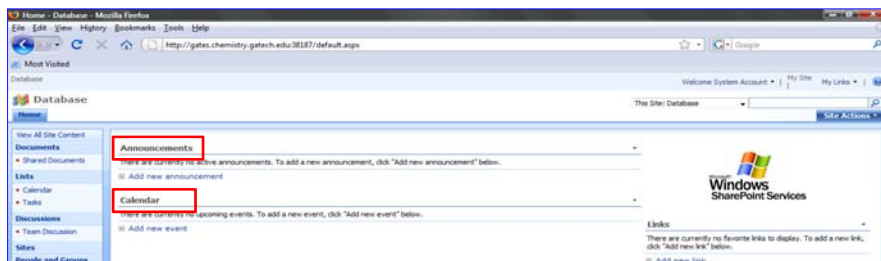 Home - Database - Mozilla Firefox
File Edit View History Bookmarks Tools Help
http://gates.chemistry.gatech.edu:38187/default.aspx
Google
Most Visited
Database
Welcome System Account
My Site
My Links
Database
This Site: Database
Home
Site Actions
View All Site Content
Documents
Shared Documents
Lists
Calendar
Tasks
Discussions
Team Discussion
Sites
People and Groups
Announcements
There are currently no active announcements. To add a new announcement, click "Add new announcement" below.
Add new announcement
Calendar
There are currently no upcoming events. To add a new event, click "Add new event" below.
Add new event
Microsoft
Windows
SharePoint Services
Links
There are currently no favorite links to display. To add a new link,
click "Add new link" below.
Add new link